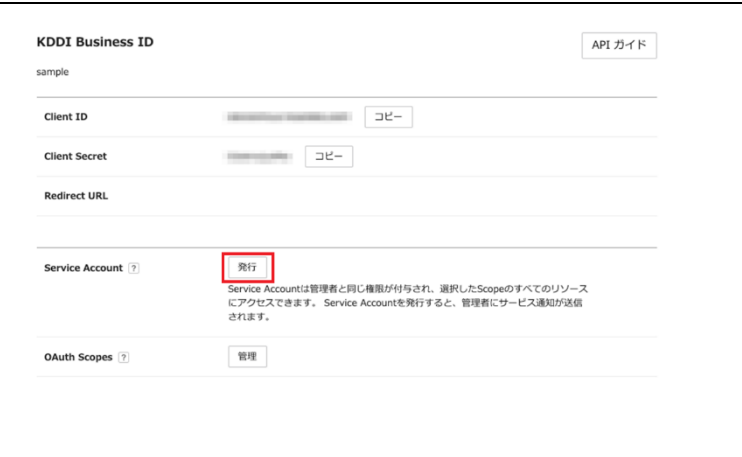 KDDI Business ID
API ガイド
sample
Client ID
コピー
Client Secret
コピー
Redirect URL
Service Account ?
発行
Service Accountは管理者と同じ権限が付与され、選択したScopeのすべてのリソース
にアクセスできます。 Service Accountを発行すると、管理者にサービス通知が送信
されます。
OAuth Scopes ?
管理